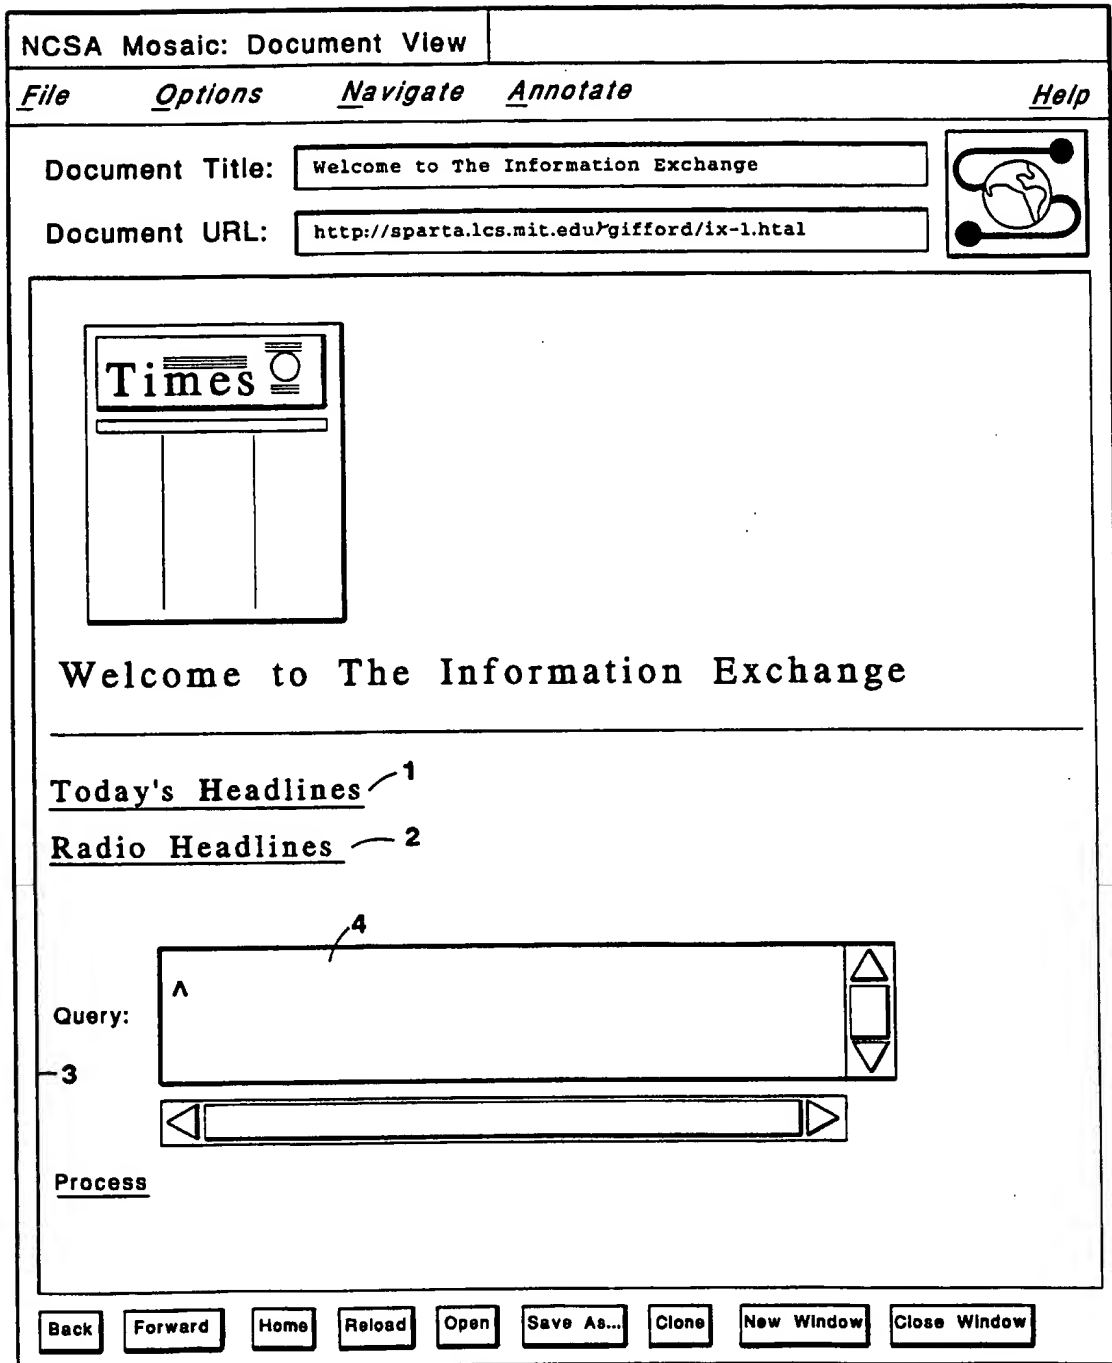 NCSA Mosaic: Document View
File Options Navigate Annotate Help
Document Title: Welcome to The Information Exchange
Document URL: http://sparta.lcs.mit.edu/~gifford/ix-1.htal
Times
Welcome to The Information Exchange
Today's Headlines 1
Radio Headlines 2
4
^
Query:
3
Process
Back Forward Home Reload Open Save As... Clone New Window Close Window